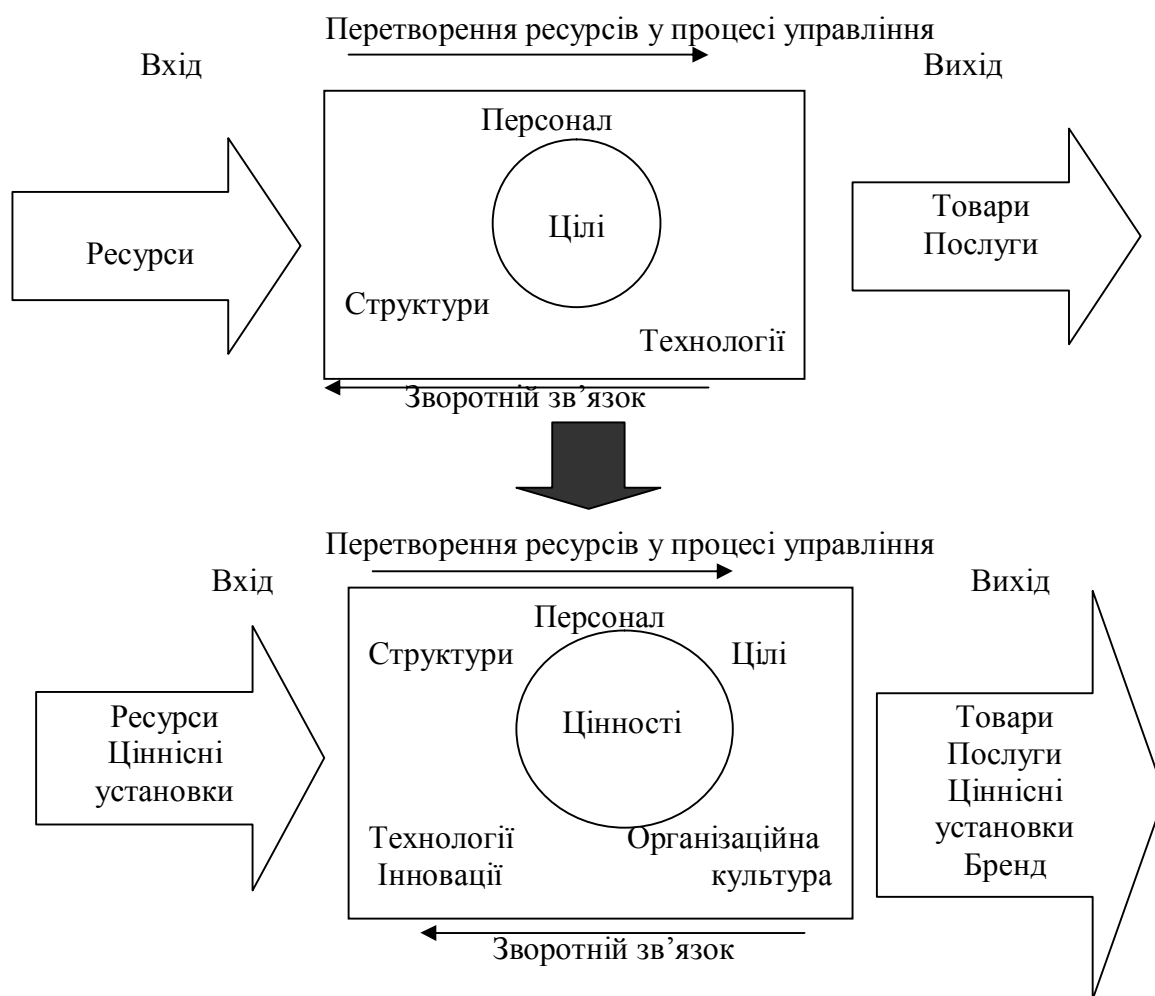 Перетворення ресурсів у процесі управління
Вхід
Вихід
Персонал
Цілі
Ресурси
Товари
Послуги
Структури
Технології
Зворотній зв’язок
Перетворення ресурсів у процесі управління
Вхід
Вихід
Персонал
Структури
Цілі
Цінності
Ресурси
Ціннісні
установки
Товари
Послуги
Ціннісні
установки
Бренд
Технології
Інновації
Організаційна
культура
Зворотній зв’язок